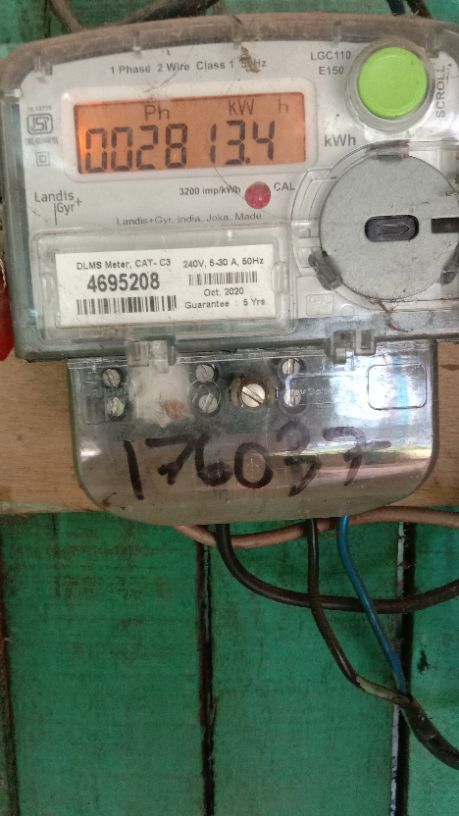 1 Phase 2 Wire Class 1 50Hz
LGC110
E150
SCROLL
Ph kW h
002813.4
kWh
3200 imp/kWh
CAL
Landis
Gyr+
Landis+Gyr, India, Joka, Made
DLMS Meter, CAT- C3 240V, 5-30 A, 50Hz
4695208
Oct. 2020
Guarantee : 5 Yrs
176037